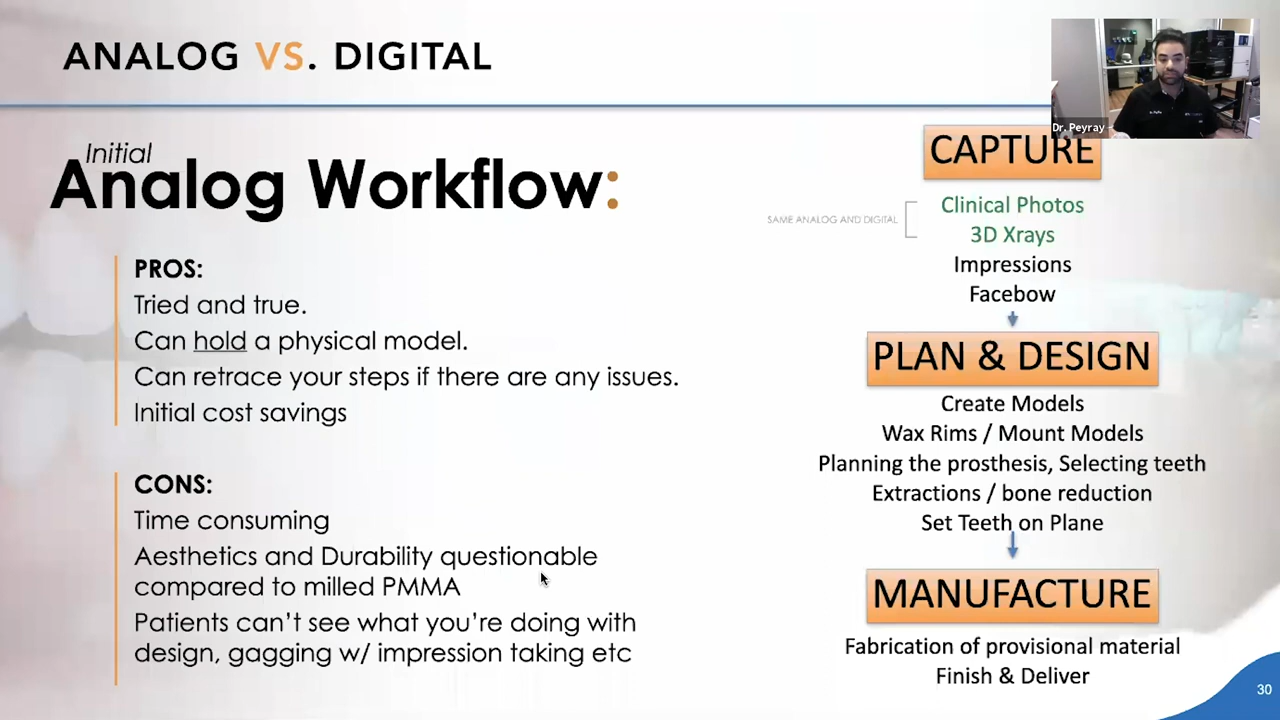 ANALOG VS. DIGITAL
Dr. Peyray
Initial
Analog Workflow:
PROS:
Tried and true.
Can hold a physical model.
Can retrace your steps if there are any issues.
Initial cost savings
CONS:
Time consuming
Aesthetics and Durability questionable
compared to milled PMMA
Patients can’t see what you’re doing with
design, gagging w/ impression taking etc
CAPTURE
SAME ANALOG AND DIGITAL
Clinical Photos
3D Xrays
Impressions
Facebow
PLAN & DESIGN
Create Models
Wax Rims / Mount Models
Planning the prosthesis, Selecting teeth
Extractions / bone reduction
Set Teeth on Plane
MANUFACTURE
Fabrication of provisional material
Finish & Deliver
30